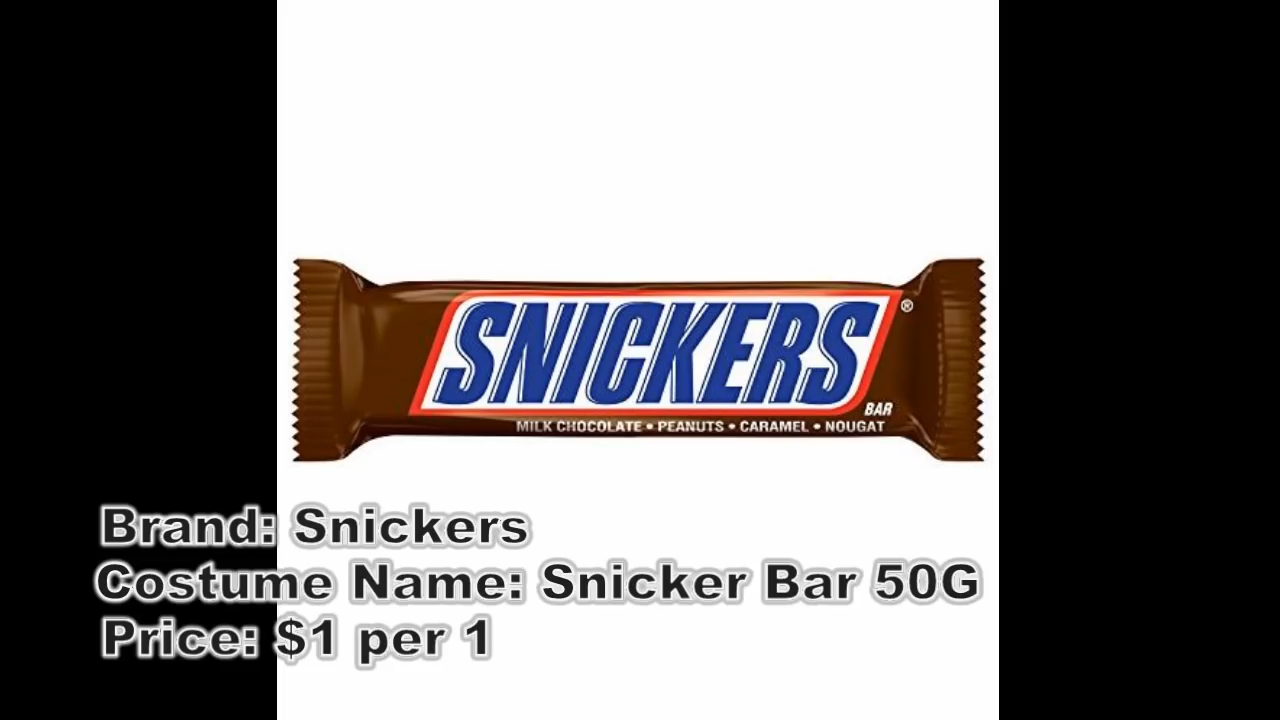 SNICKERS®
BAR
MILK CHOCOLATE • PEANUTS • CARAMEL • NOUGAT
Brand: Snickers
Costume Name: Snicker Bar 50G
Price: $1 per 1